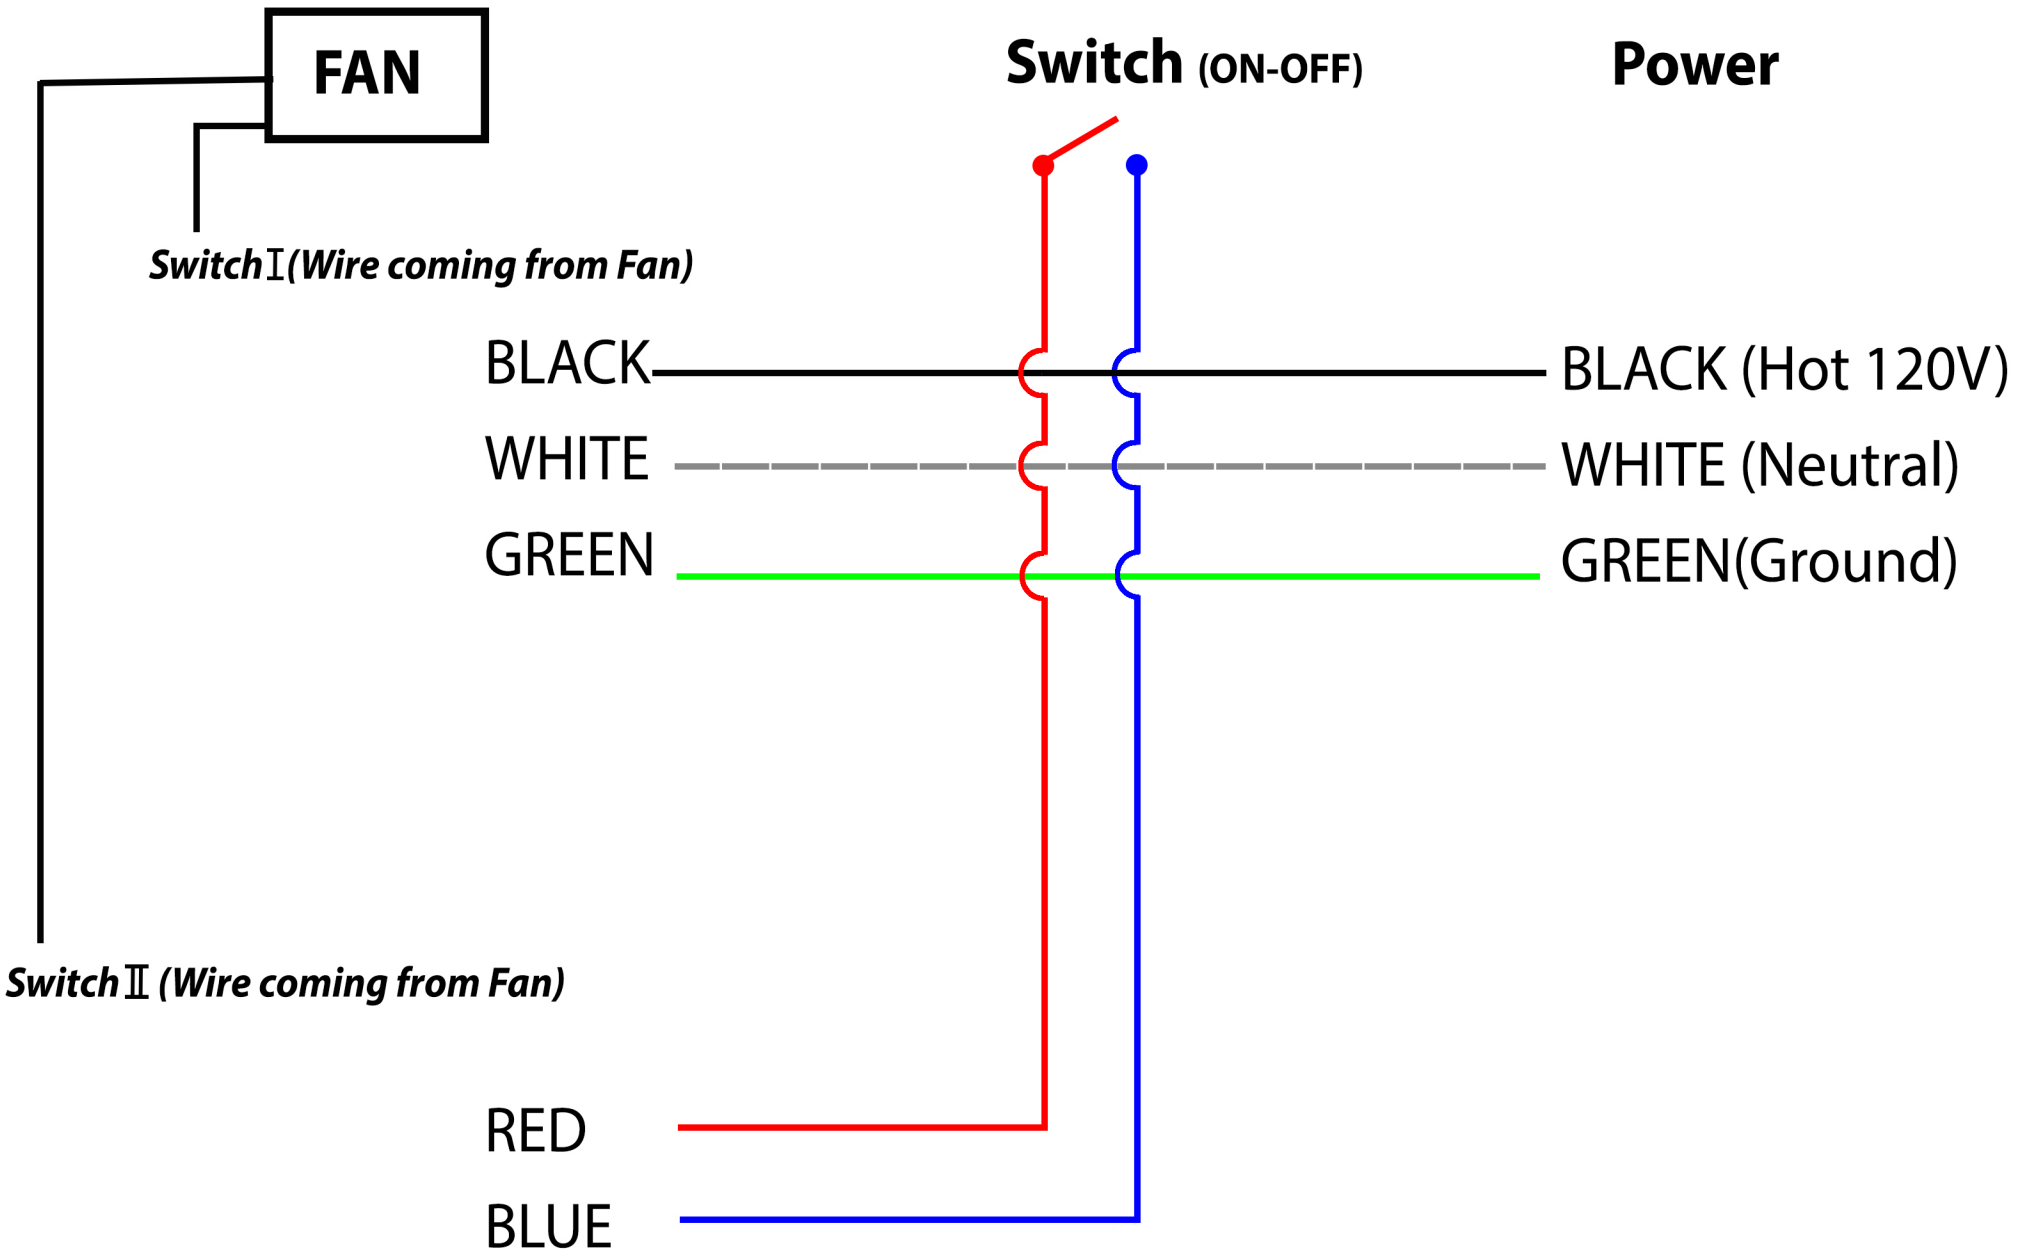 FAN
Switch (ON-OFF)
Power
SwitchⅠ(Wire coming from Fan)
BLACK
BLACK (Hot 120V)
WHITE
WHITE (Neutral)
GREEN
GREEN(Ground)
SwitchⅡ (Wire coming from Fan)
RED
BLUE